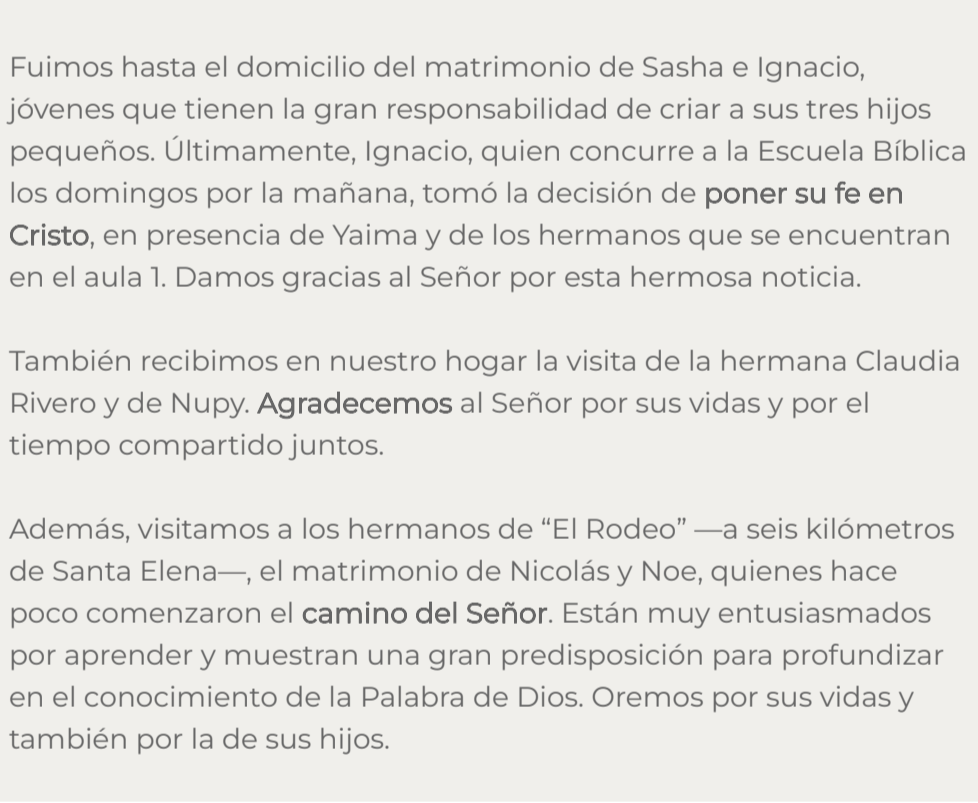 Fuimos hasta el domicilio del matrimonio de Sasha e Ignacio,
jóvenes que tienen la gran responsabilidad de criar a sus tres hijos
pequeños. Últimamente, Ignacio, quien concurre a la Escuela Bíblica
los domingos por la mañana, tomó la decisión de poner su fe en
Cristo, en presencia de Yaima y de los hermanos que se encuentran
en el aula 1. Damos gracias al Señor por esta hermosa noticia.
También recibimos en nuestro hogar la visita de la hermana Claudia
Rivero y de Nupy. Agradecemos al Señor por sus vidas y por el
tiempo compartido juntos.
Además, visitamos a los hermanos de “El Rodeo” —a seis kilómetros
de Santa Elena—, el matrimonio de Nicolás y Noe, quienes hace
poco comenzaron el camino del Señor. Están muy entusiasmados
por aprender y muestran una gran predisposición para profundizar
en el conocimiento de la Palabra de Dios. Oremos por sus vidas y
también por la de sus hijos.